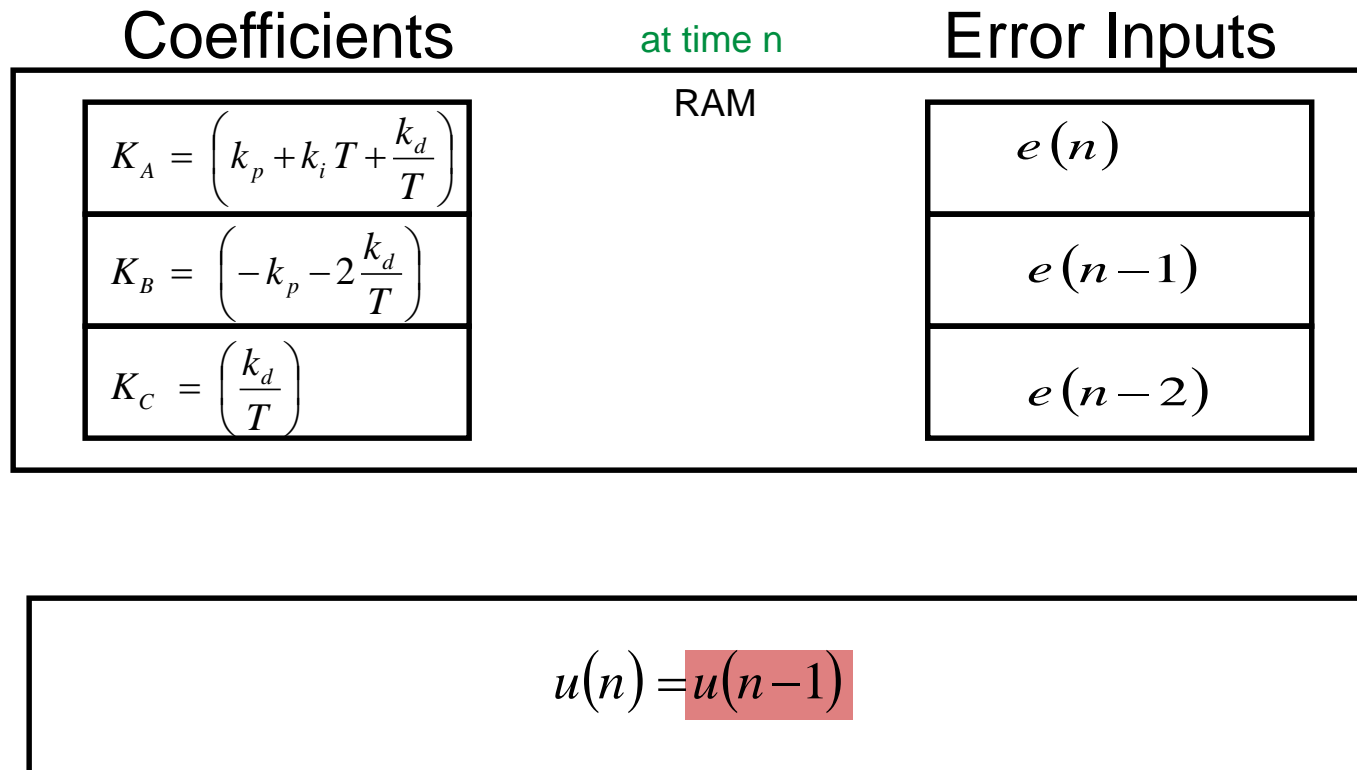 Coefficients at time n Error Inputs
RAM
K_A = (k_p + k_i T + k_d/T)
e(n)
K_B = (−k_p − 2 k_d/T)
e(n−1)
K_C = (k_d/T)
e(n−2)
u(n) = u(n−1)